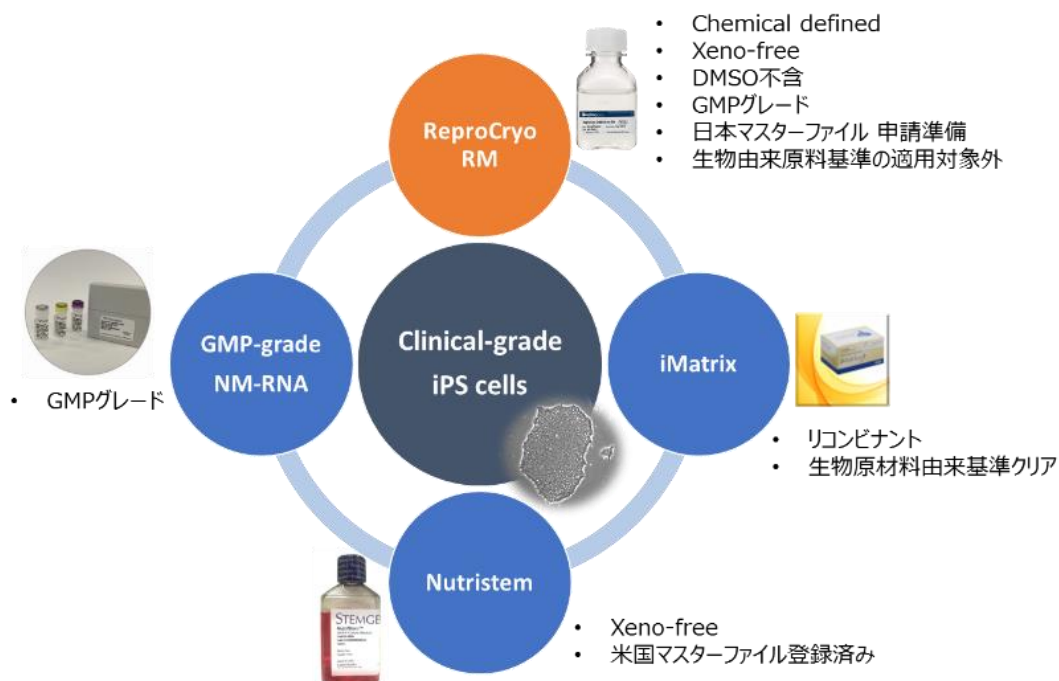 • Chemical defined
• Xeno-free
• DMSO不含
• GMPグレード
• 日本マスターファイル 申請準備
• 生物由来原料基準の適用対象外
ReproCryo
RM
GMP-grade
NM-RNA
• GMPグレード
Clinical-grade
iPS cells
iMatrix
• リコンビナント
• 生物原材料由来基準クリア
Nutristem
STEMGE
• Xeno-free
• 米国マスターファイル登録済み